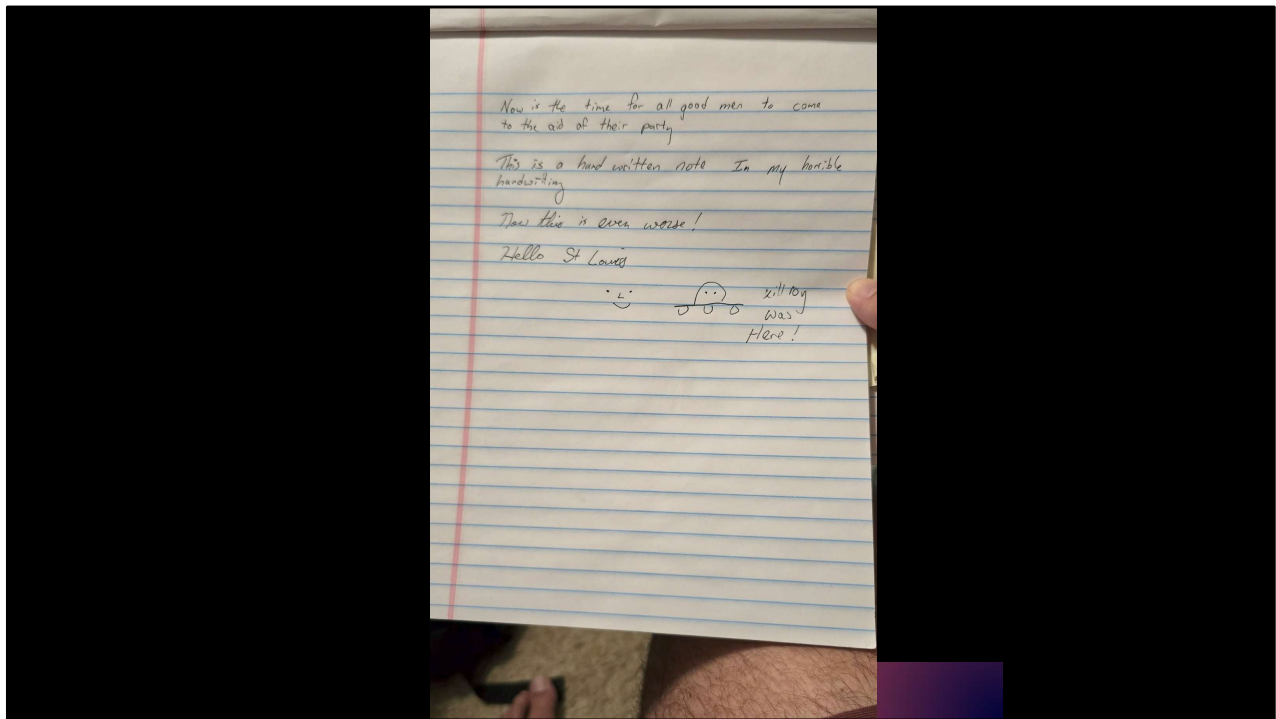 Now is the time for all good men to come
to the aid of their party
This is a hand written note In my horrible
handwritting
Now this is even worse!
Hello St Louis
killroy
was
Here!